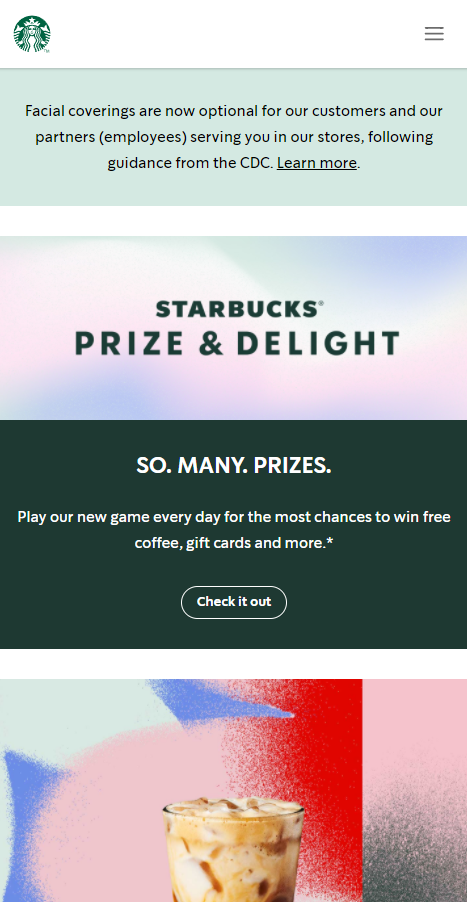 Facial coverings are now optional for our customers and our
partners (employees) serving you in our stores, following
guidance from the CDC. Learn more.
STARBUCKS®
PRIZE & DELIGHT
SO. MANY. PRIZES.
Play our new game every day for the most chances to win free
coffee, gift cards and more.*
Check it out